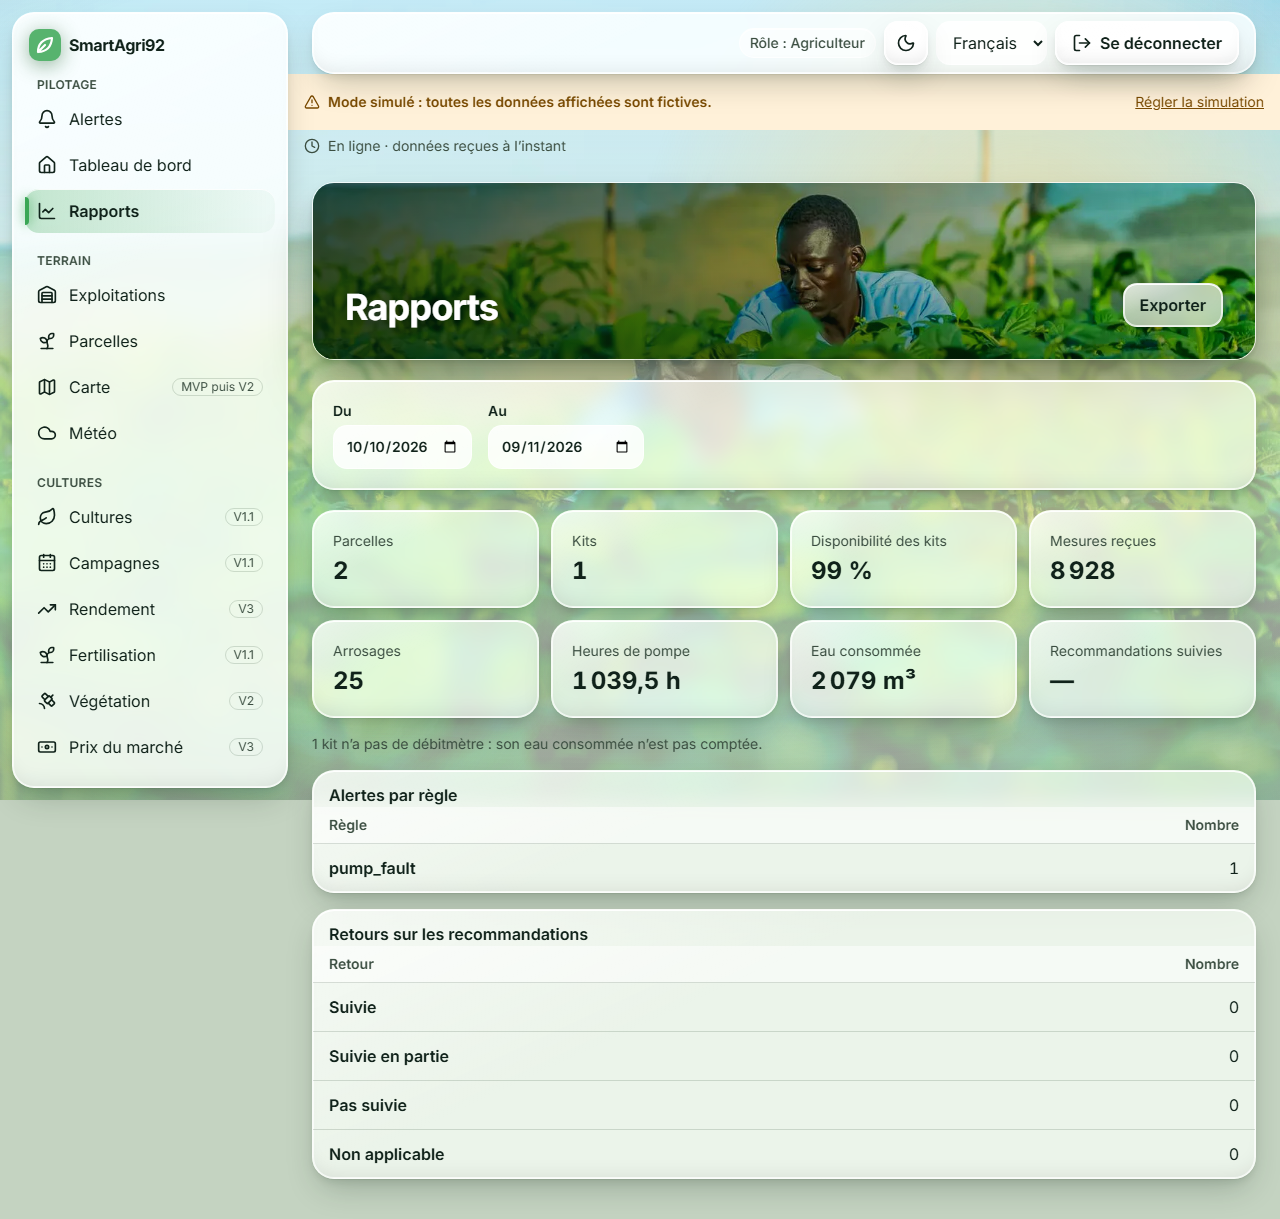 SmartAgri92
PILOTAGE
Alertes
Tableau de bord
Rapports
TERRAIN
Exploitations
Parcelles
Carte MVP puis V2
Météo
CULTURES
Cultures V1.1
Campagnes V1.1
Rendement V3
Fertilisation V1.1
Végétation V2
Prix du marché V3
Rôle : Agriculteur Français Se déconnecter
Mode simulé : toutes les données affichées sont fictives. Régler la simulation
En ligne · données reçues à l’instant
Rapports Exporter
Du Au
10/10/2026 09/11/2026
Parcelles Kits Disponibilité des kits Mesures reçues
2 1 99 % 8 928
Arrosages Heures de pompe Eau consommée Recommandations suivies
25 1 039,5 h 2 079 m³ —
1 kit n’a pas de débitmètre : son eau consommée n’est pas comptée.
Alertes par règle
Règle Nombre
pump_fault 1
Retours sur les recommandations
Retour Nombre
Suivie 0
Suivie en partie 0
Pas suivie 0
Non applicable 0